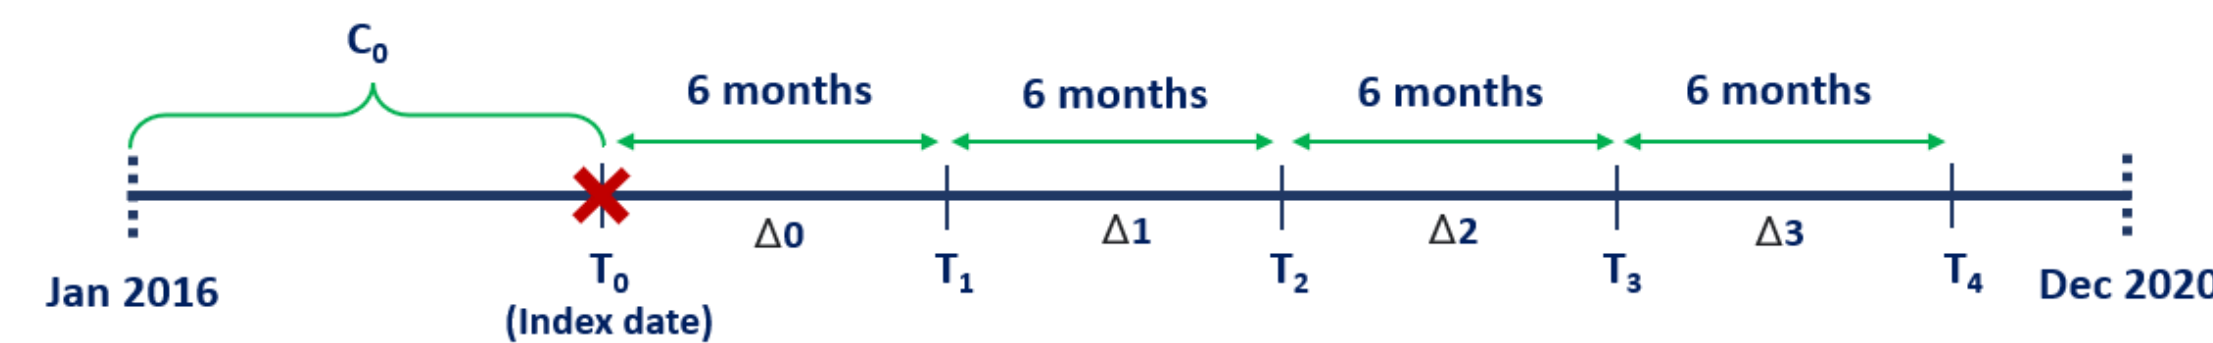 C₀
6 months
6 months
6 months
6 months
Δ0
Δ1
Δ2
Δ3
T₀
T₁
T₂
T₃
T₄
Jan 2016
Dec 2020
(Index date)